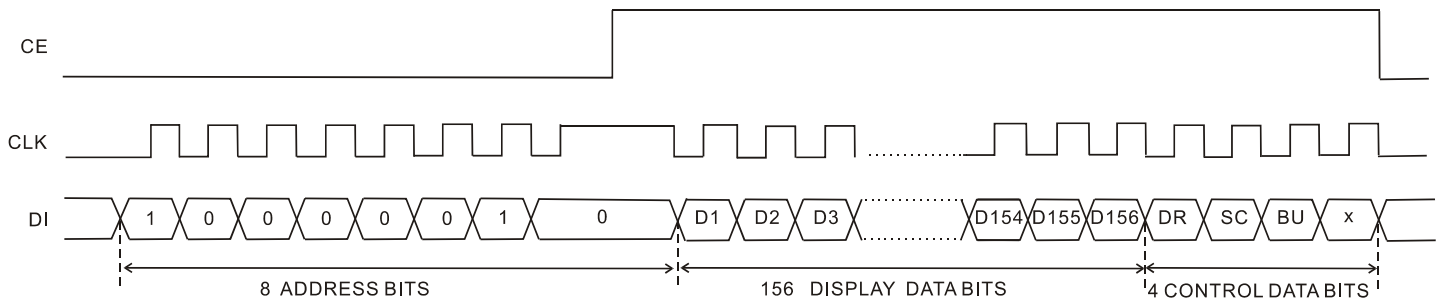 CE
CLK
DI 1 0 0 0 0 0 1 0 D1 D2 D3 D154 D155 D156 DR SC BU x
8 ADDRESS BITS 156 DISPLAY DATA BITS 4 CONTROL DATA BITS